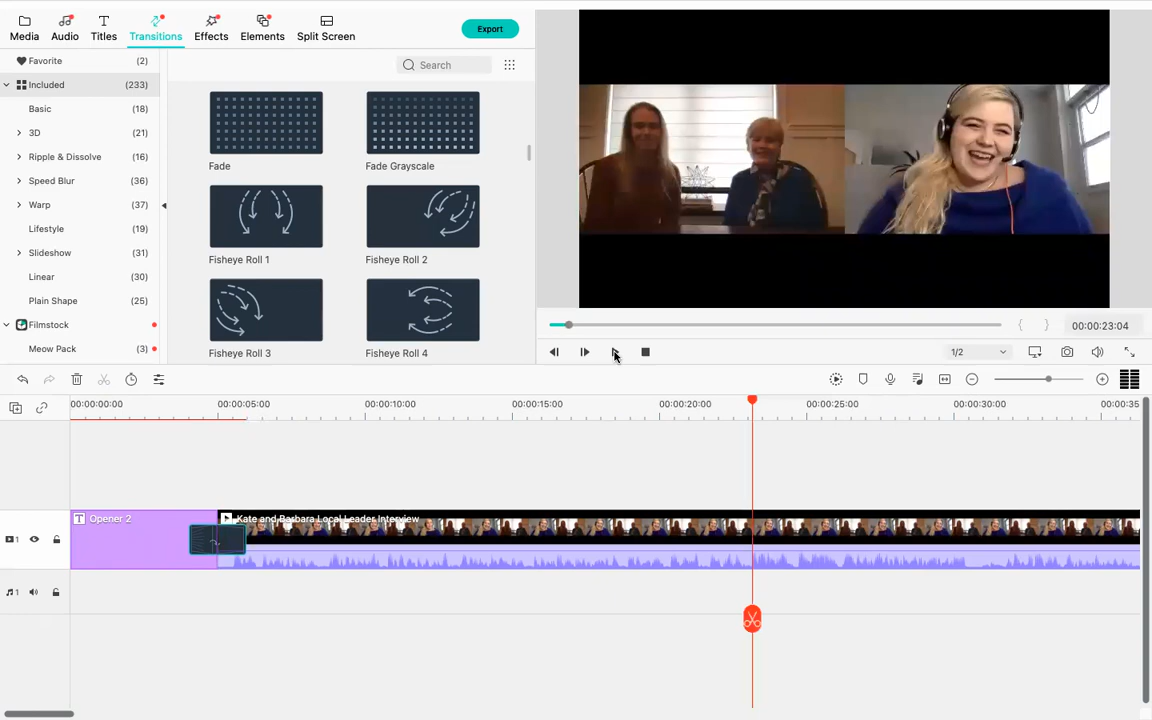 Media Audio Titles Transitions Effects Elements Split Screen Export
Favorite (2)
Included (233)
Basic (18)
3D (21)
Ripple & Dissolve (16)
Speed Blur (36)
Warp (37)
Lifestyle (19)
Slideshow (31)
Linear (30)
Plain Shape (25)
Filmstock
Meow Pack (3)
Search
Fade Fade Grayscale
Fisheye Roll 1 Fisheye Roll 2
Fisheye Roll 3 Fisheye Roll 4
{ } 00:00:23:04
1/2
00:00:00:00 00:00:05:00 00:00:10:00 00:00:15:00 00:00:20:00 00:00:25:00 00:00:30:00 00:00:35
T Opener 2 Kate and Barbara Local Leader Interview
1
1